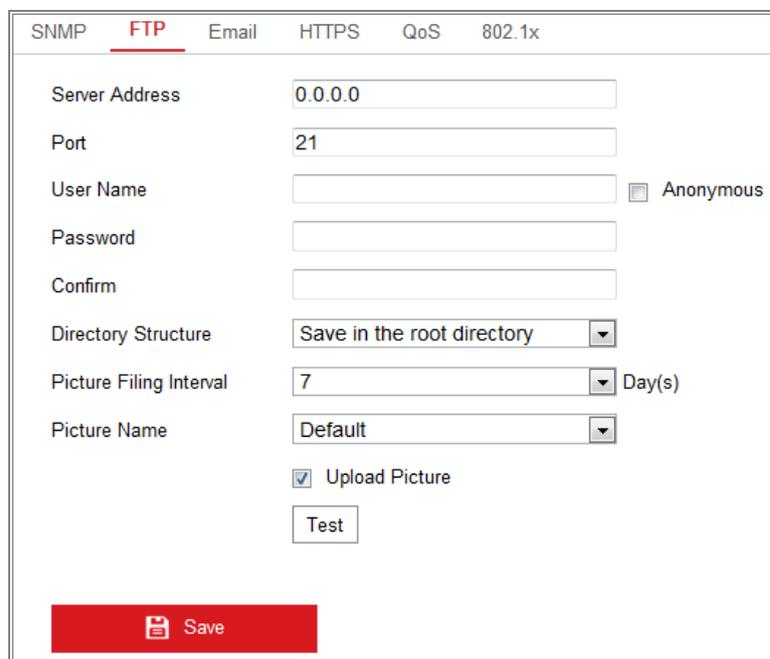 SNMP FTP Email HTTPS QoS 802.1x
Server Address 0.0.0.0
Port 21
User Name Anonymous
Password
Confirm
Directory Structure Save in the root directory
Picture Filing Interval 7 Day(s)
Picture Name Default
Upload Picture
Test
Save